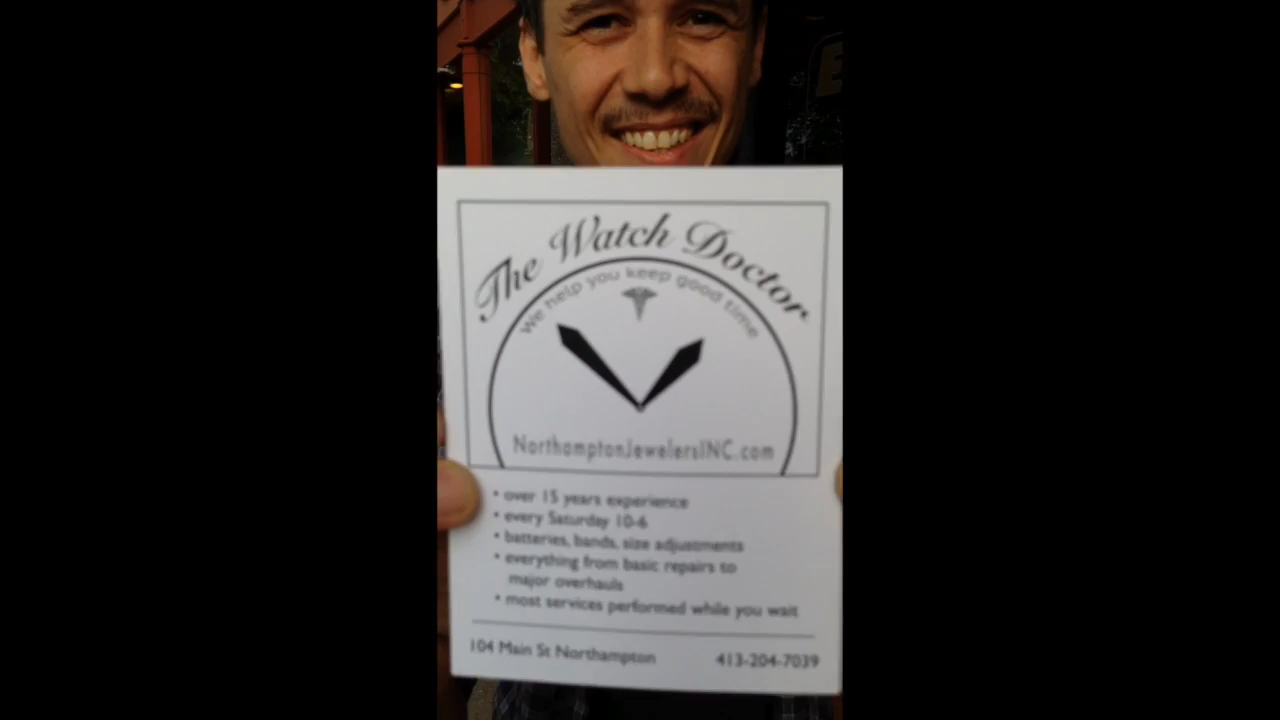 The Watch Doctor
We help you keep good time
NorthamptonJewelersINC.com
• over 15 years experience
• every Saturday 10-6
• batteries, bands, size adjustments
• everything from basic repairs to
major overhauls
• most services performed while you wait
104 Main St Northampton 413-204-7039